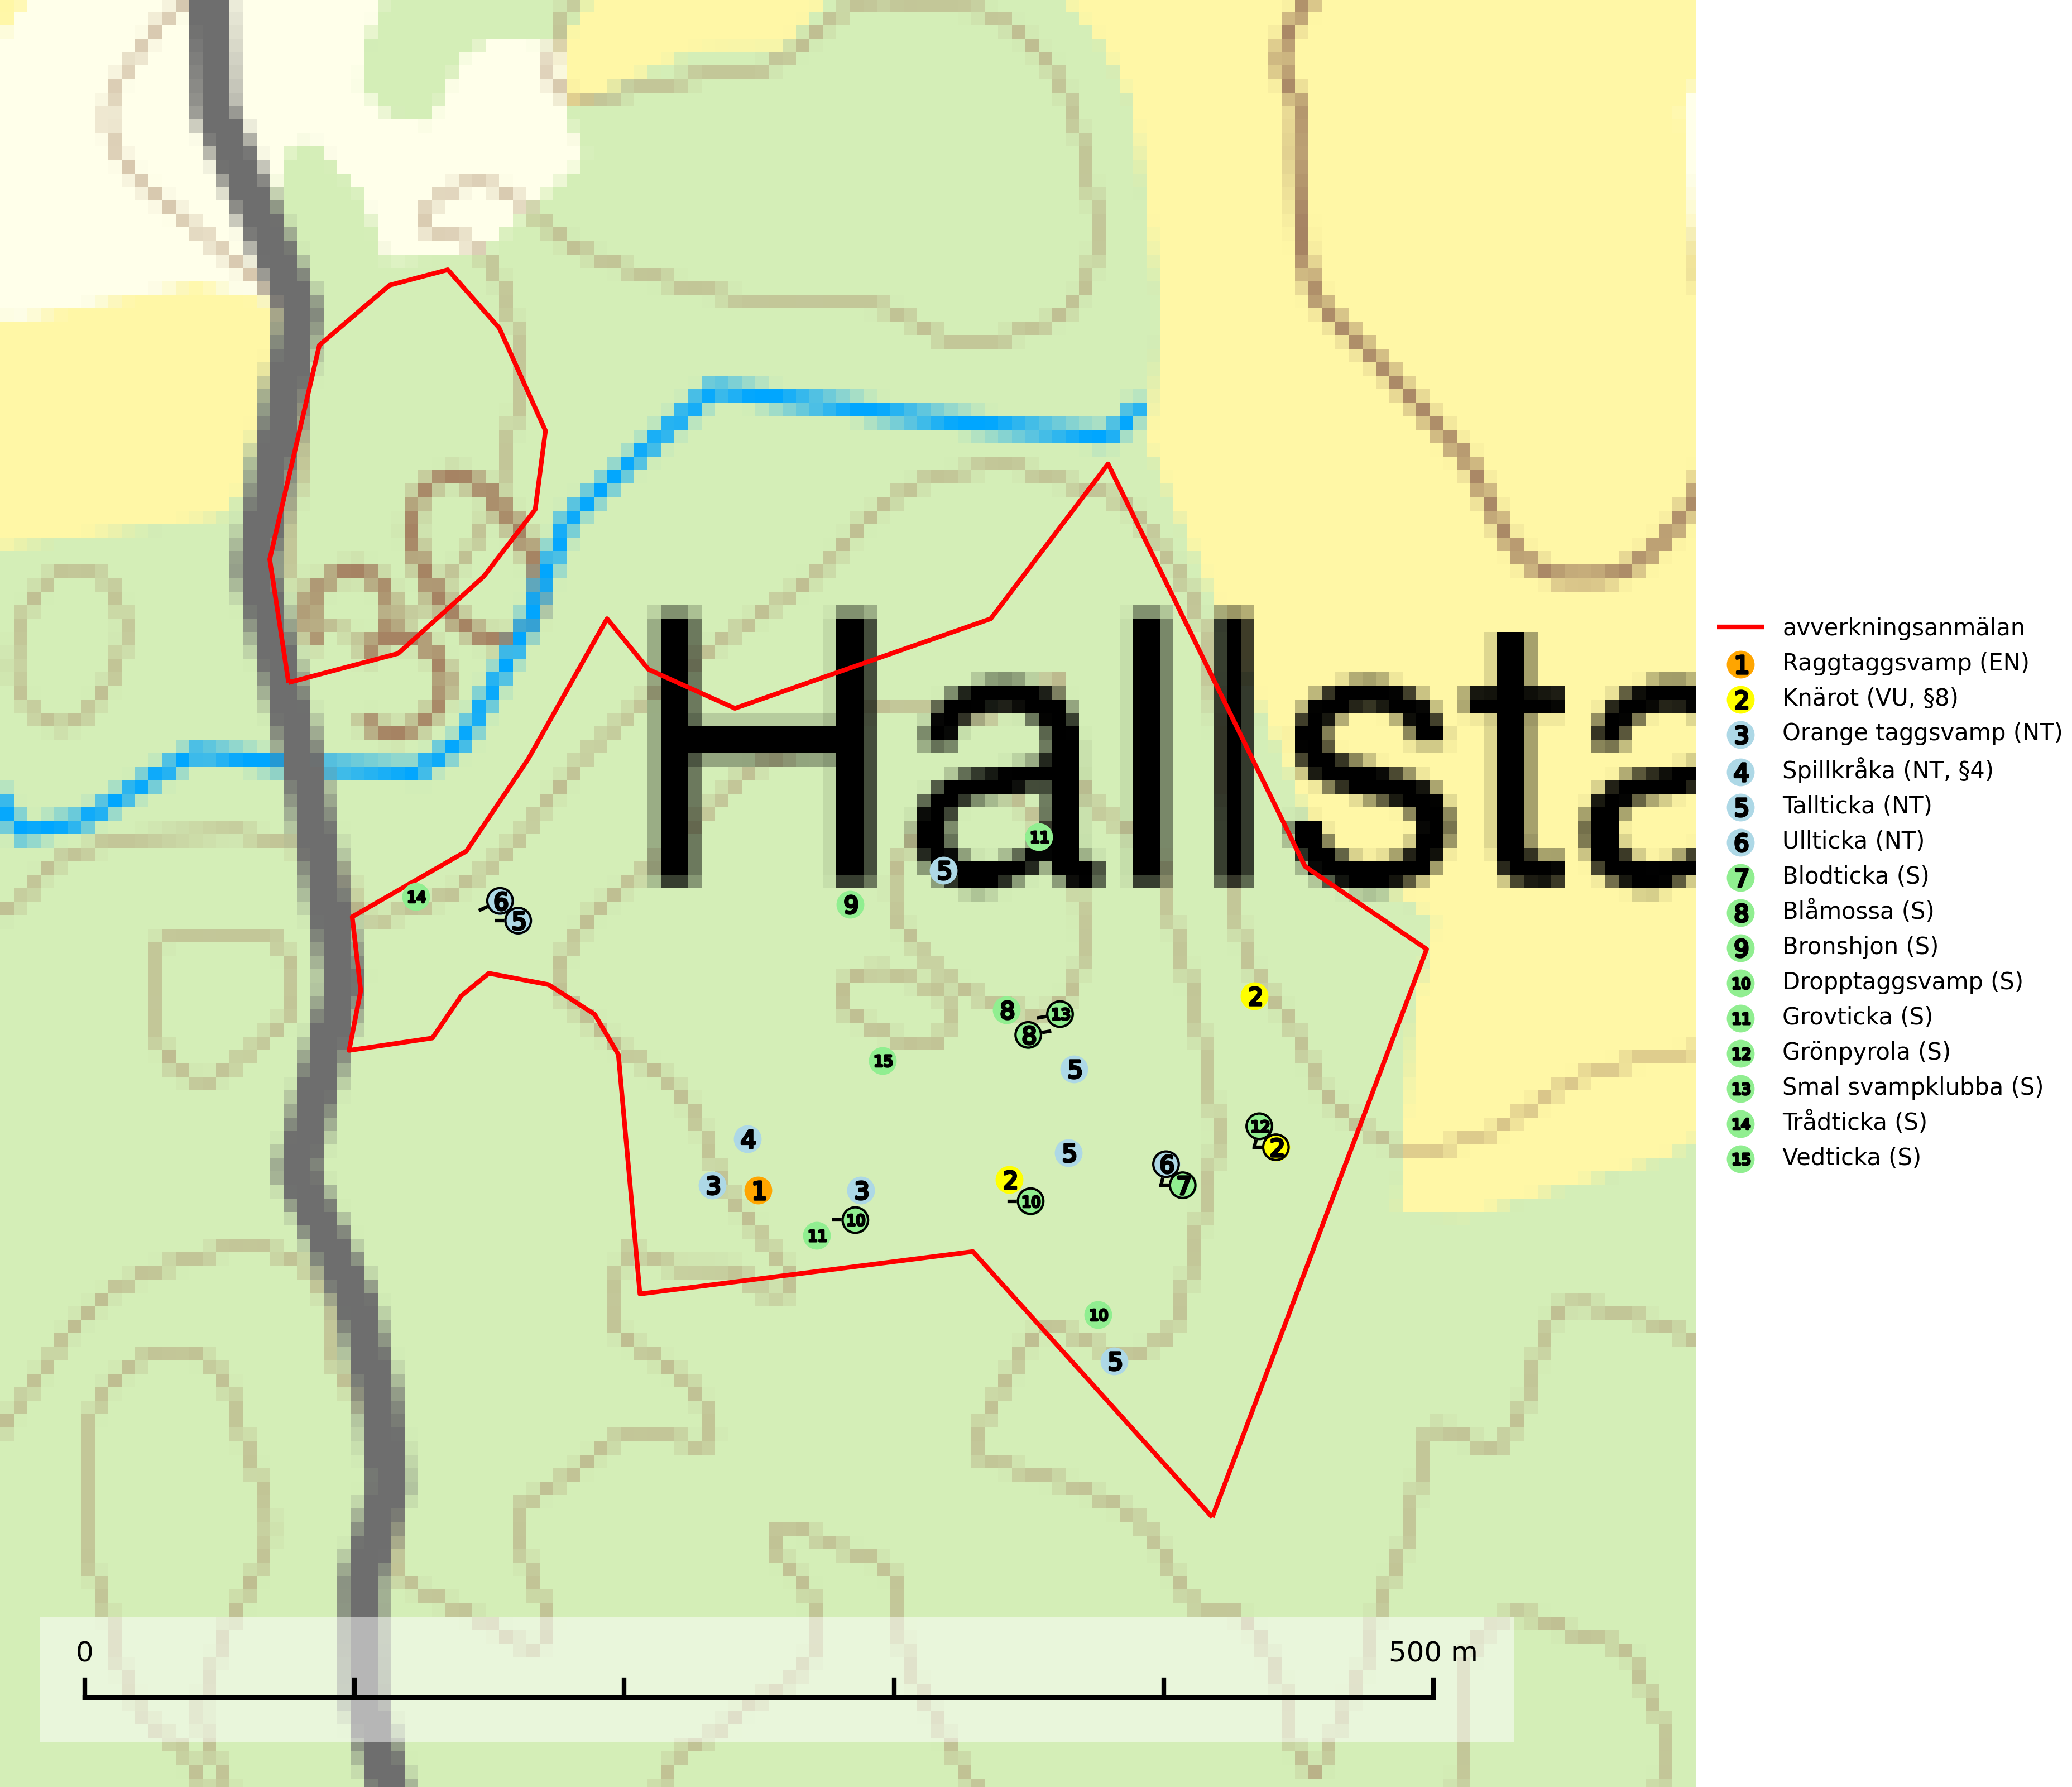 Hallsta
14
6
5
5
11
9
2
8
13
8
15
5
12
2
4
5
6
7
3
1
3
2
10
10
11
10
5
0 500 m
avverkningsanmälan
1 Raggtaggsvamp (EN)
2 Knärot (VU, §8)
3 Orange taggsvamp (NT)
4 Spillkråka (NT, §4)
5 Tallticka (NT)
6 Ullticka (NT)
7 Blodticka (S)
8 Blåmossa (S)
9 Bronshjon (S)
10 Dropptaggsvamp (S)
11 Grovticka (S)
12 Grönpyrola (S)
13 Smal svampklubba (S)
14 Trådticka (S)
15 Vedticka (S)